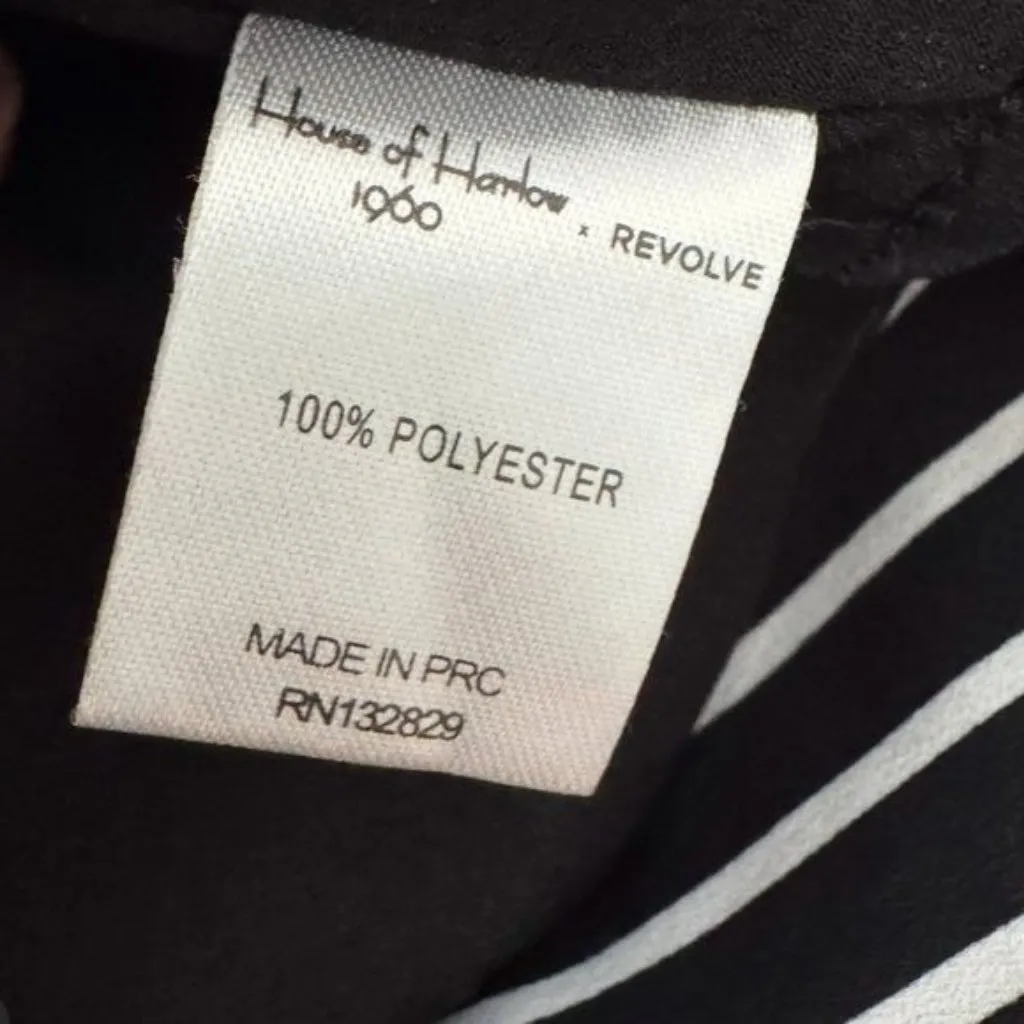 House of Harlow
1960 x REVOLVE
100% POLYESTER
MADE IN PRC
RN132829